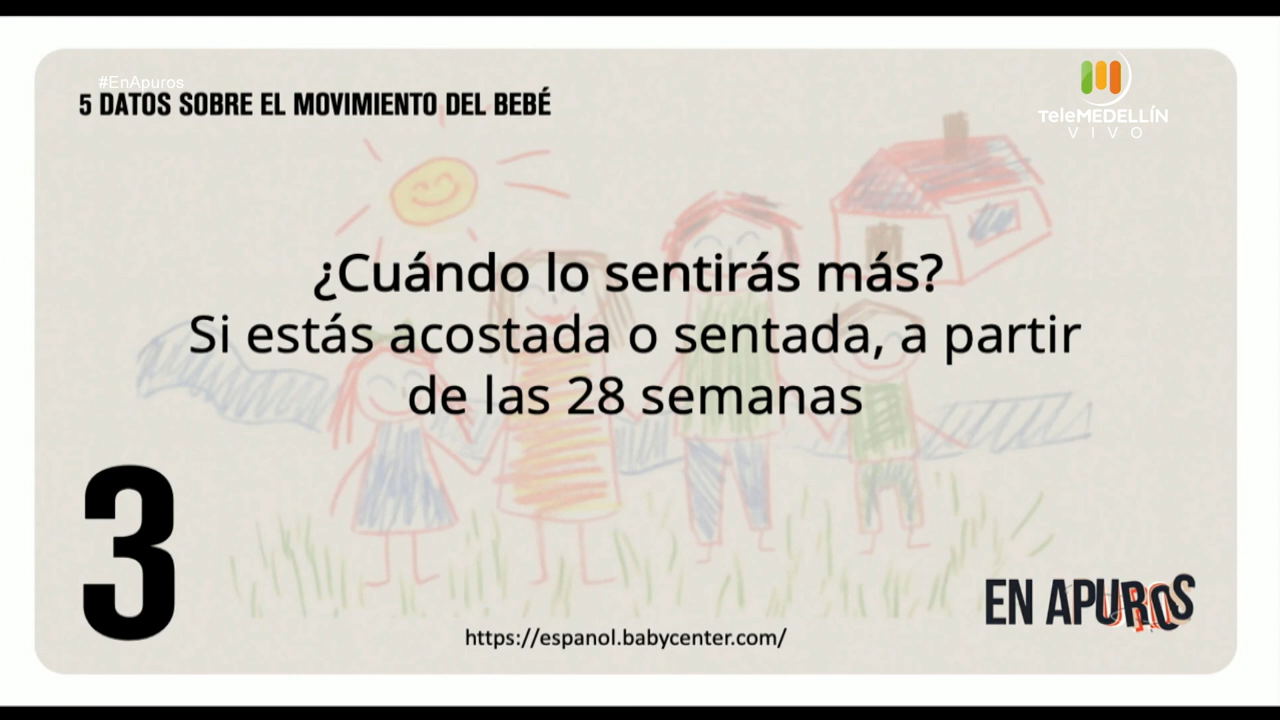 #EnApuros
5 DATOS SOBRE EL MOVIMIENTO DEL BEBÉ
TeleMEDELLÍN
VIVO
¿Cuándo lo sentirás más?
Si estás acostada o sentada, a partir
de las 28 semanas
3
EN APUROS
https://espanol.babycenter.com/